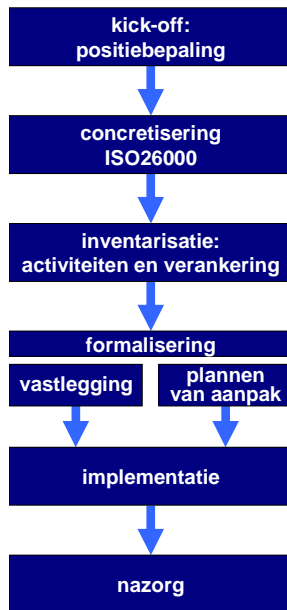 kick-off:
positiebepaling
concretisering
ISO26000
inventarisatie:
activiteiten en verankering
formalisering
vastlegging
plannen
van aanpak
implementatie
nazorg